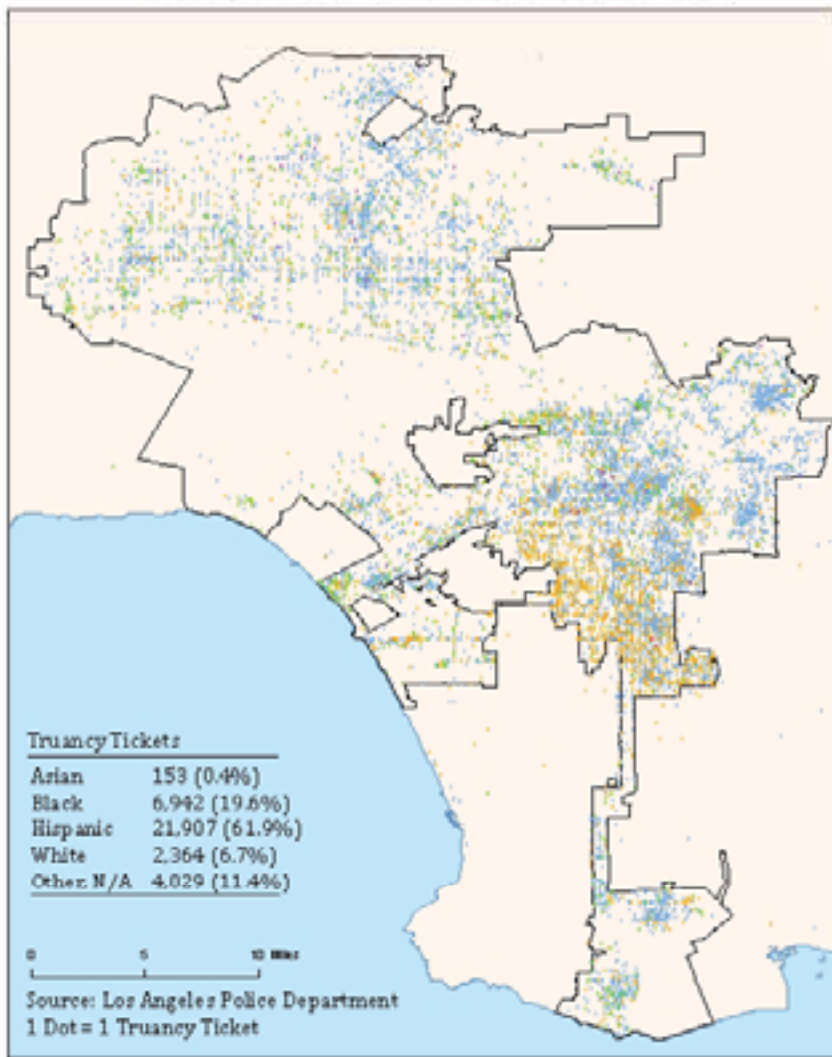 Truancy Tickets
Asian 153 (0.4%)
Black 6,942 (19.6%)
Hispanic 21,907 (61.9%)
White 2,364 (6.7%)
Other N/A 4,029 (11.4%)
0 5 10 Miles
Source: Los Angeles Police Department
1 Dot = 1 Truancy Ticket